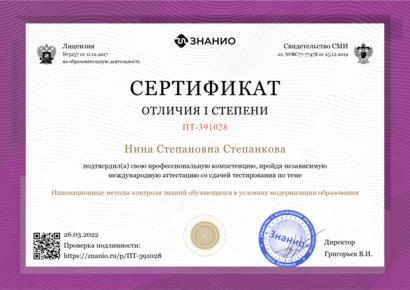 ЗНАНИО
Лицензия
№5257 от 11.12.2017
на образовательную деятельность
Свидетельство СМИ
эл. №ФС77-77478 от 25.12.2019
СЕРТИФИКАТ
ОТЛИЧИЯ I СТЕПЕНИ
ПТ-391028
Нина Степановна Степанкова
подтвердил(а) свою профессиональную компетенцию, пройдя независимую
международную аттестацию со сдачей тестирования по теме
Инновационные методы контроля знаний обучающихся в условиях модернизации образования
26.03.2022
Проверка подлинности:
https://znanio.ru/p/ПТ-391028
Знанио
Директор
Григорьев В.И.